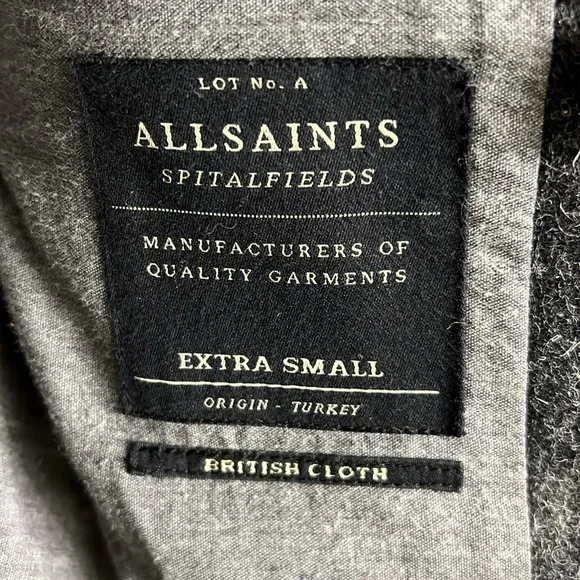 LOT No. A
ALLSAINTS
SPITALFIELDS
MANUFACTURERS OF
QUALITY GARMENTS
EXTRA SMALL
ORIGIN - TURKEY
BRITISH CLOTH